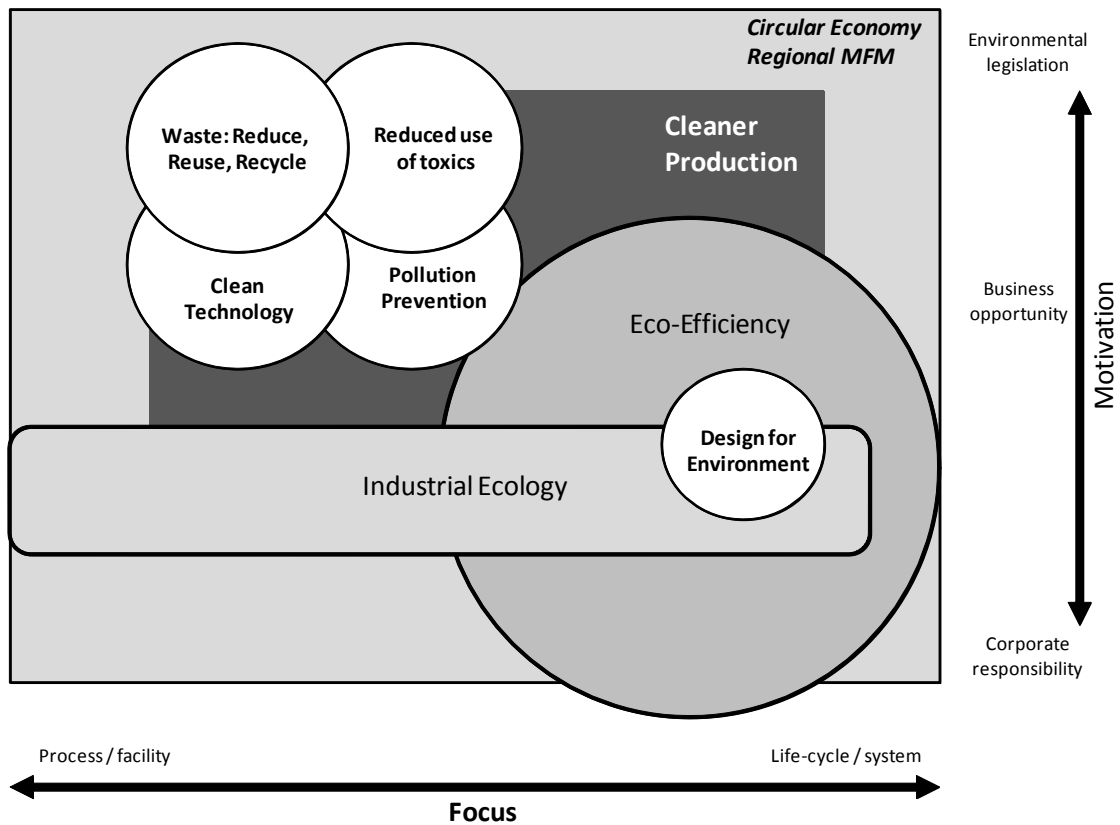 Circular Economy
Regional MFM
Environmental
legislation
Waste: Reduce,
Reuse, Recycle
Reduced use
of toxics
Cleaner
Production
Clean
Technology
Pollution
Prevention
Eco-Efficiency
Business
opportunity
Motivation
Design for
Environment
Industrial Ecology
Corporate
responsibility
Process / facility
Life-cycle / system
Focus